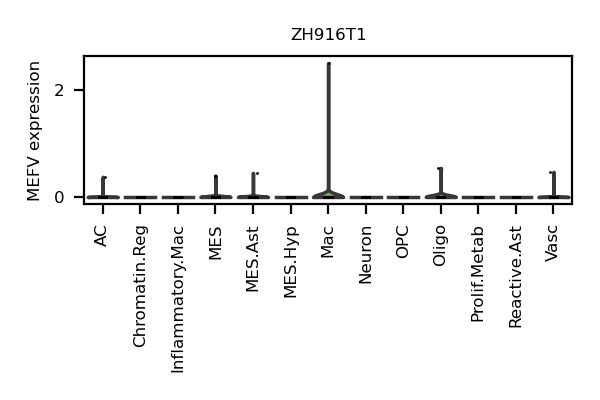 ZH916T1
MEFV expression
2
0
AC
Chromatin.Reg
Inflammatory.Mac
MES
MES.Ast
MES.Hyp
Mac
Neuron
OPC
Oligo
Prolif.Metab
Reactive.Ast
Vasc